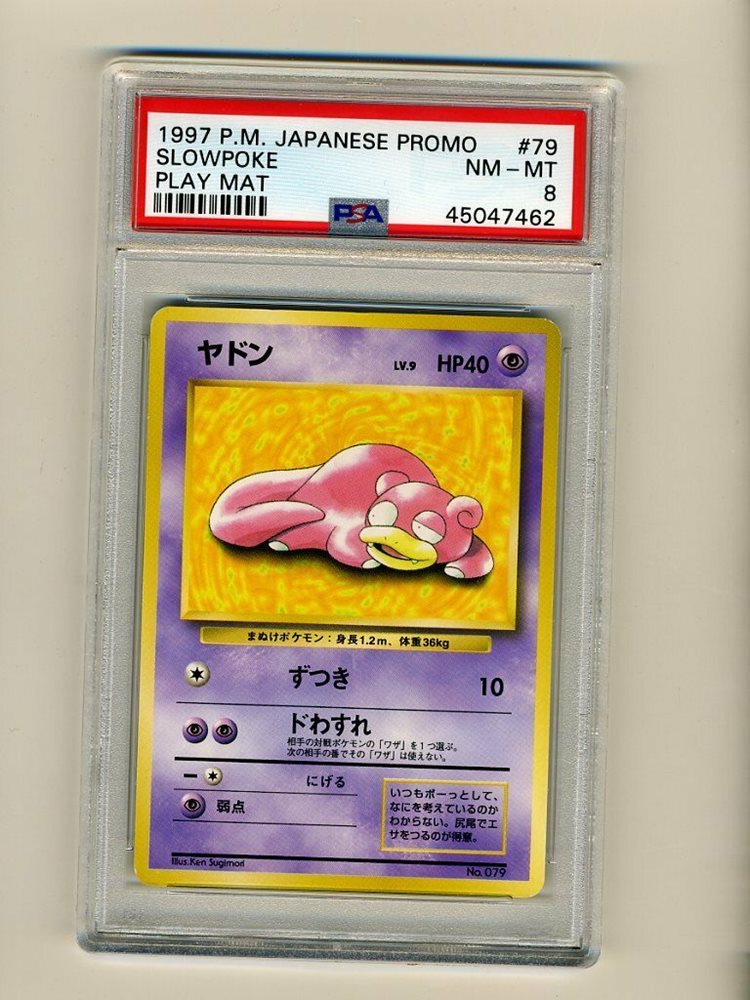 1997 P.M. JAPANESE PROMO #79
SLOWPOKE NM - MT
PLAY MAT 8
PSA 45047462
ヤドン LV.9 HP40
まぬけポケモン：身長1.2m、体重36kg
ずつき 10
ドわすれ
相手の対戦ポケモンの「ワザ」を1つ選ぶ。
次の相手の番でその「ワザ」は使えない。
ー にげる
弱点
いつもボーっとして、
なにを考えているのか
わからない。尻尾でエ
サをつるのが得意。
Illus.Ken Sugimori
No.079